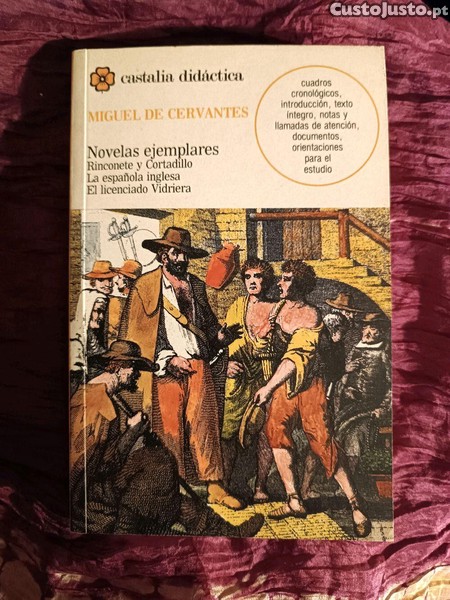 CustoJusto.pt
castalia didáctica
MIGUEL DE CERVANTES
Novelas ejemplares
Rinconete y Cortadillo
La española inglesa
El licenciado Vidriera
cuadros
cronológicos,
introducción, texto
íntegro, notas y
llamadas de atención,
documentos,
orientaciones
para el
estudio